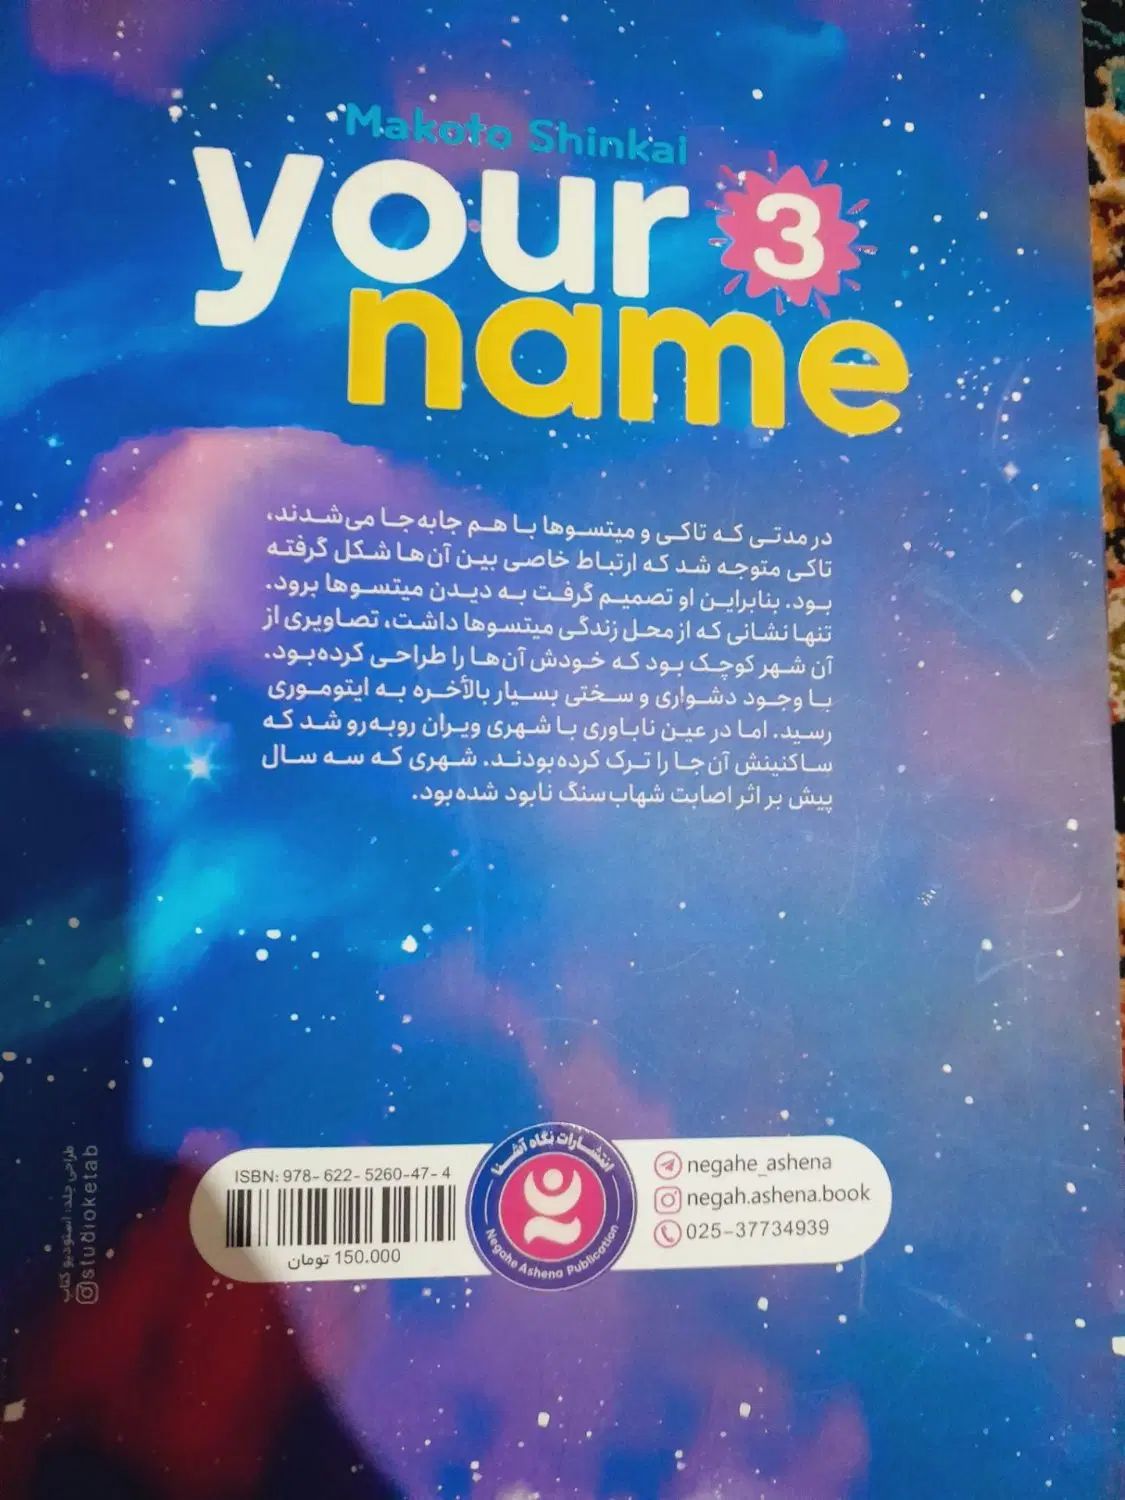 Makoto Shinkai
your 3
name
در مدتی که تاکی و میتسوها با هم جابه‌جا می‌شدند،
تاکی متوجه شد که ارتباط خاصی بین آن‌ها شکل گرفته
بود. بنابراین او تصمیم گرفت به دیدن میتسوها برود.
تنها نشانی که از محل زندگی میتسوها داشت، تصاویری از
آن شهر کوچک بود که خودش آن‌ها را طراحی کرده‌بود.
با وجود دشواری و سختی بسیار بالأخره به ایتوموری
رسید. اما در عین ناباوری با شهری ویران روبه‌رو شد که
ساکنینش آن‌جا را ترک کرده‌بودند. شهری که سه سال
پیش بر اثر اصابت شهاب‌سنگ نابود شده‌بود.
ISBN: 978-622-5260-47-4
150.000 تومان
انتشارات نگاه آشنا
Negahe Ashena Publication
negahe_ashena
negah.ashena.book
025-37734939
طراحی جلد: استودیو کتاب
studioketab